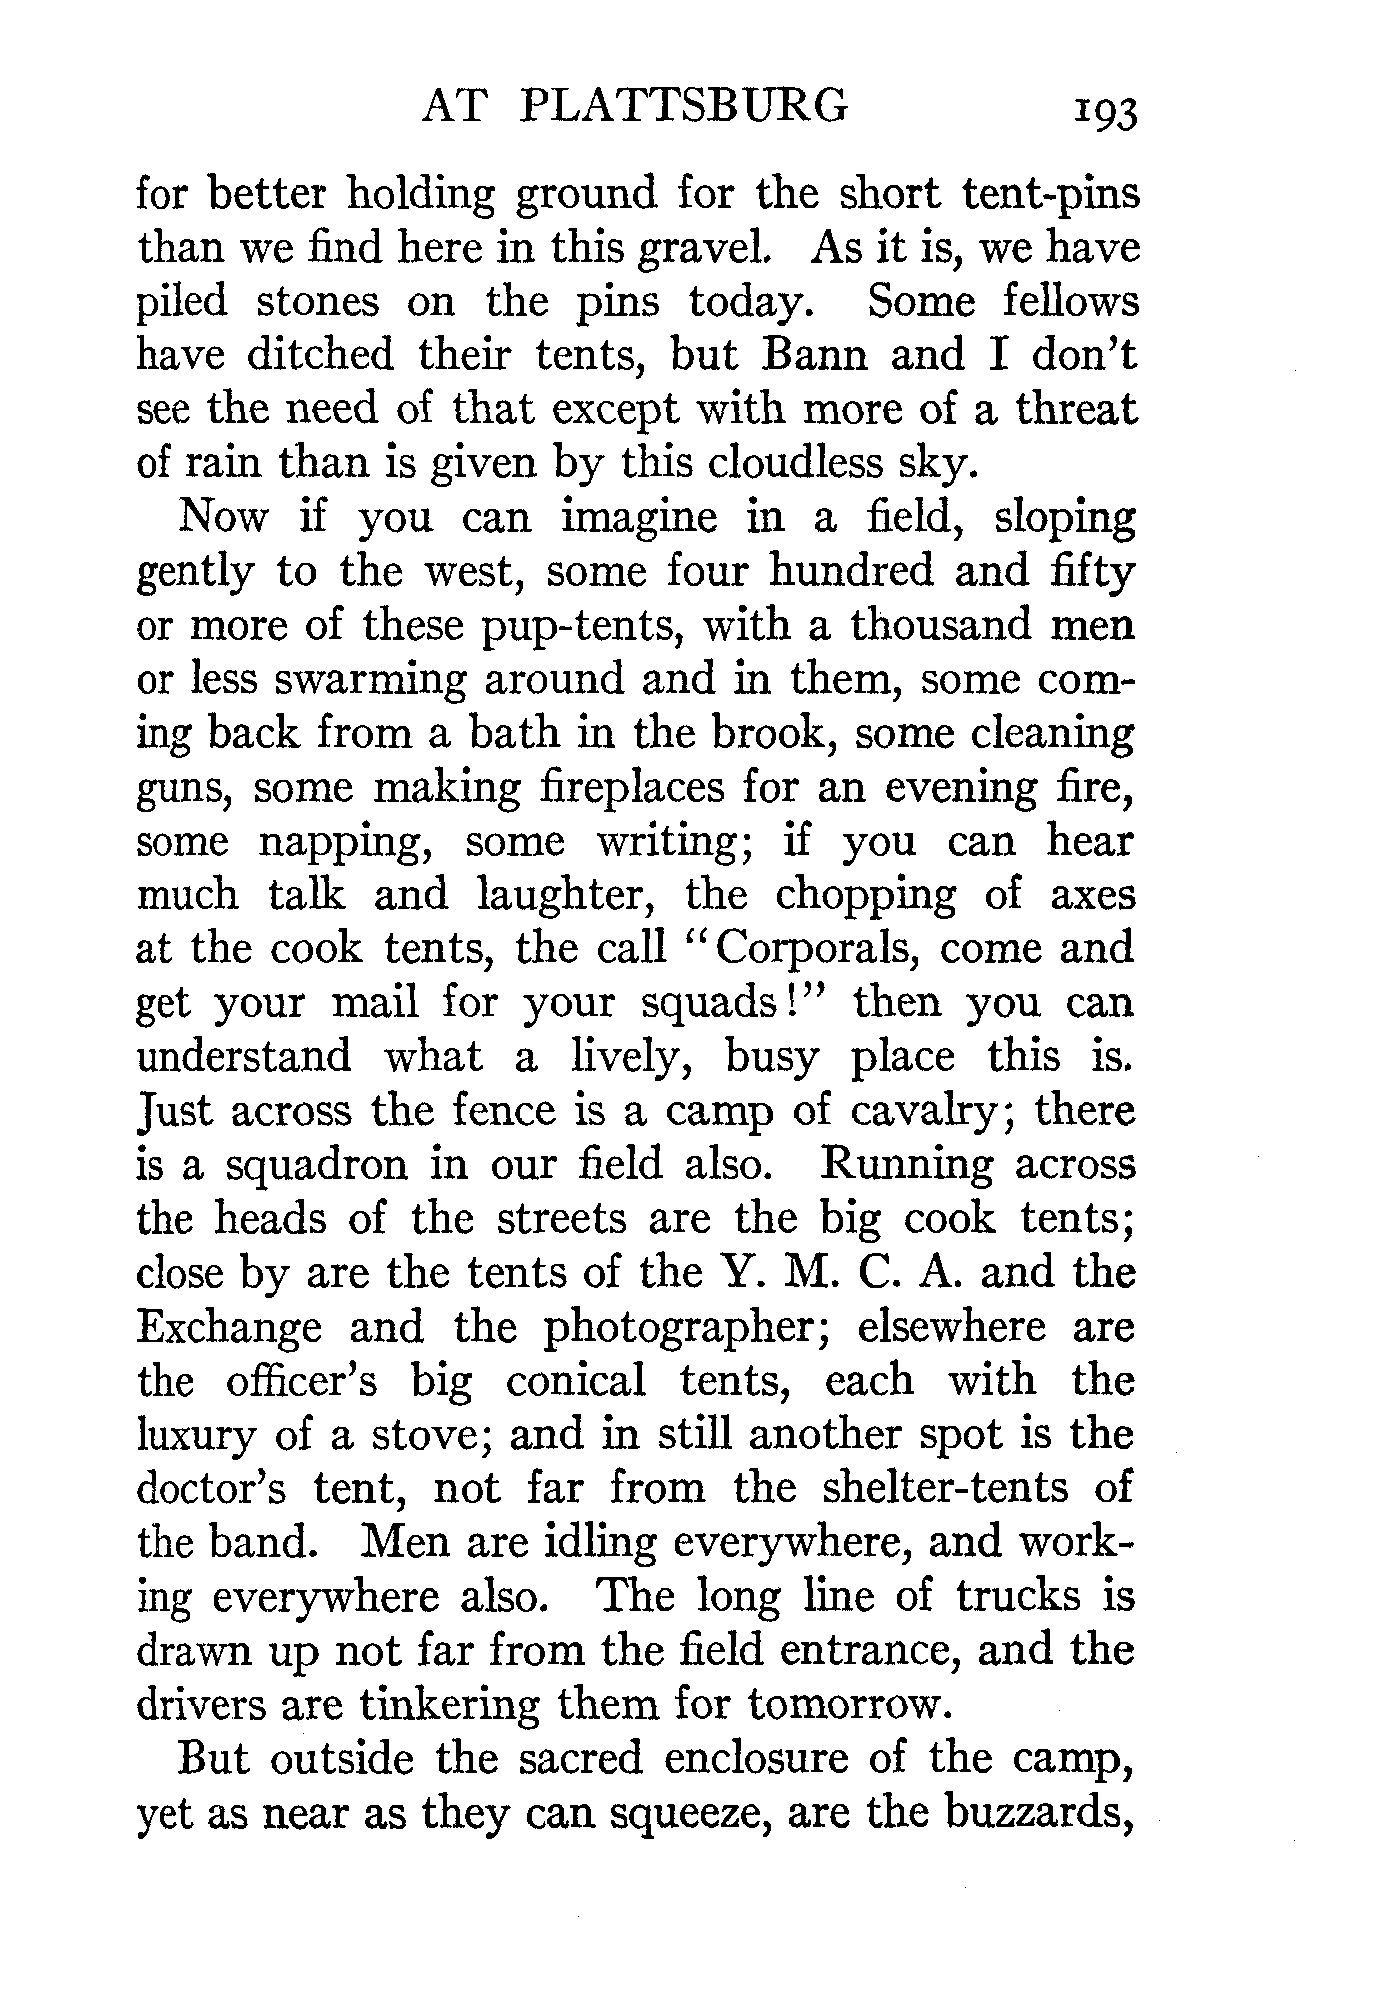 AT PLATTSBURG 193
for better holding ground for the short tent-pins
than we find here in this gravel. As it is, we have
piled stones on the pins today. Some fellows
have ditched their tents, but Bann and I don't
see the need of that except with more of a threat
of rain than is given by this cloudless sky.
Now if you can imagine in a field, sloping
gently to the west, some four hundred and fifty
or more of these pup-tents, with a thousand men
or less swarming around and in them, some com-
ing back from a bath in the brook, some cleaning
guns, some making fireplaces for an evening fire,
some napping, some writing; if you can hear
much talk and laughter, the chopping of axes
at the cook tents, the call "Corporals, come and
get your mail for your squads!" then you can
understand what a lively, busy place this is.
Just across the fence is a camp of cavalry; there
is a squadron in our field also. Running across
the heads of the streets are the big cook tents;
close by are the tents of the Y. M. C. A. and the
Exchange and the photographer; elsewhere are
the officer's big conical tents, each with the
luxury of a stove; and in still another spot is the
doctor's tent, not far from the shelter-tents of
the band. Men are idling everywhere, and work-
ing everywhere also. The long line of trucks is
drawn up not far from the field entrance, and the
drivers are tinkering them for tomorrow.
But outside the sacred enclosure of the camp,
yet as near as they can squeeze, are the buzzards,